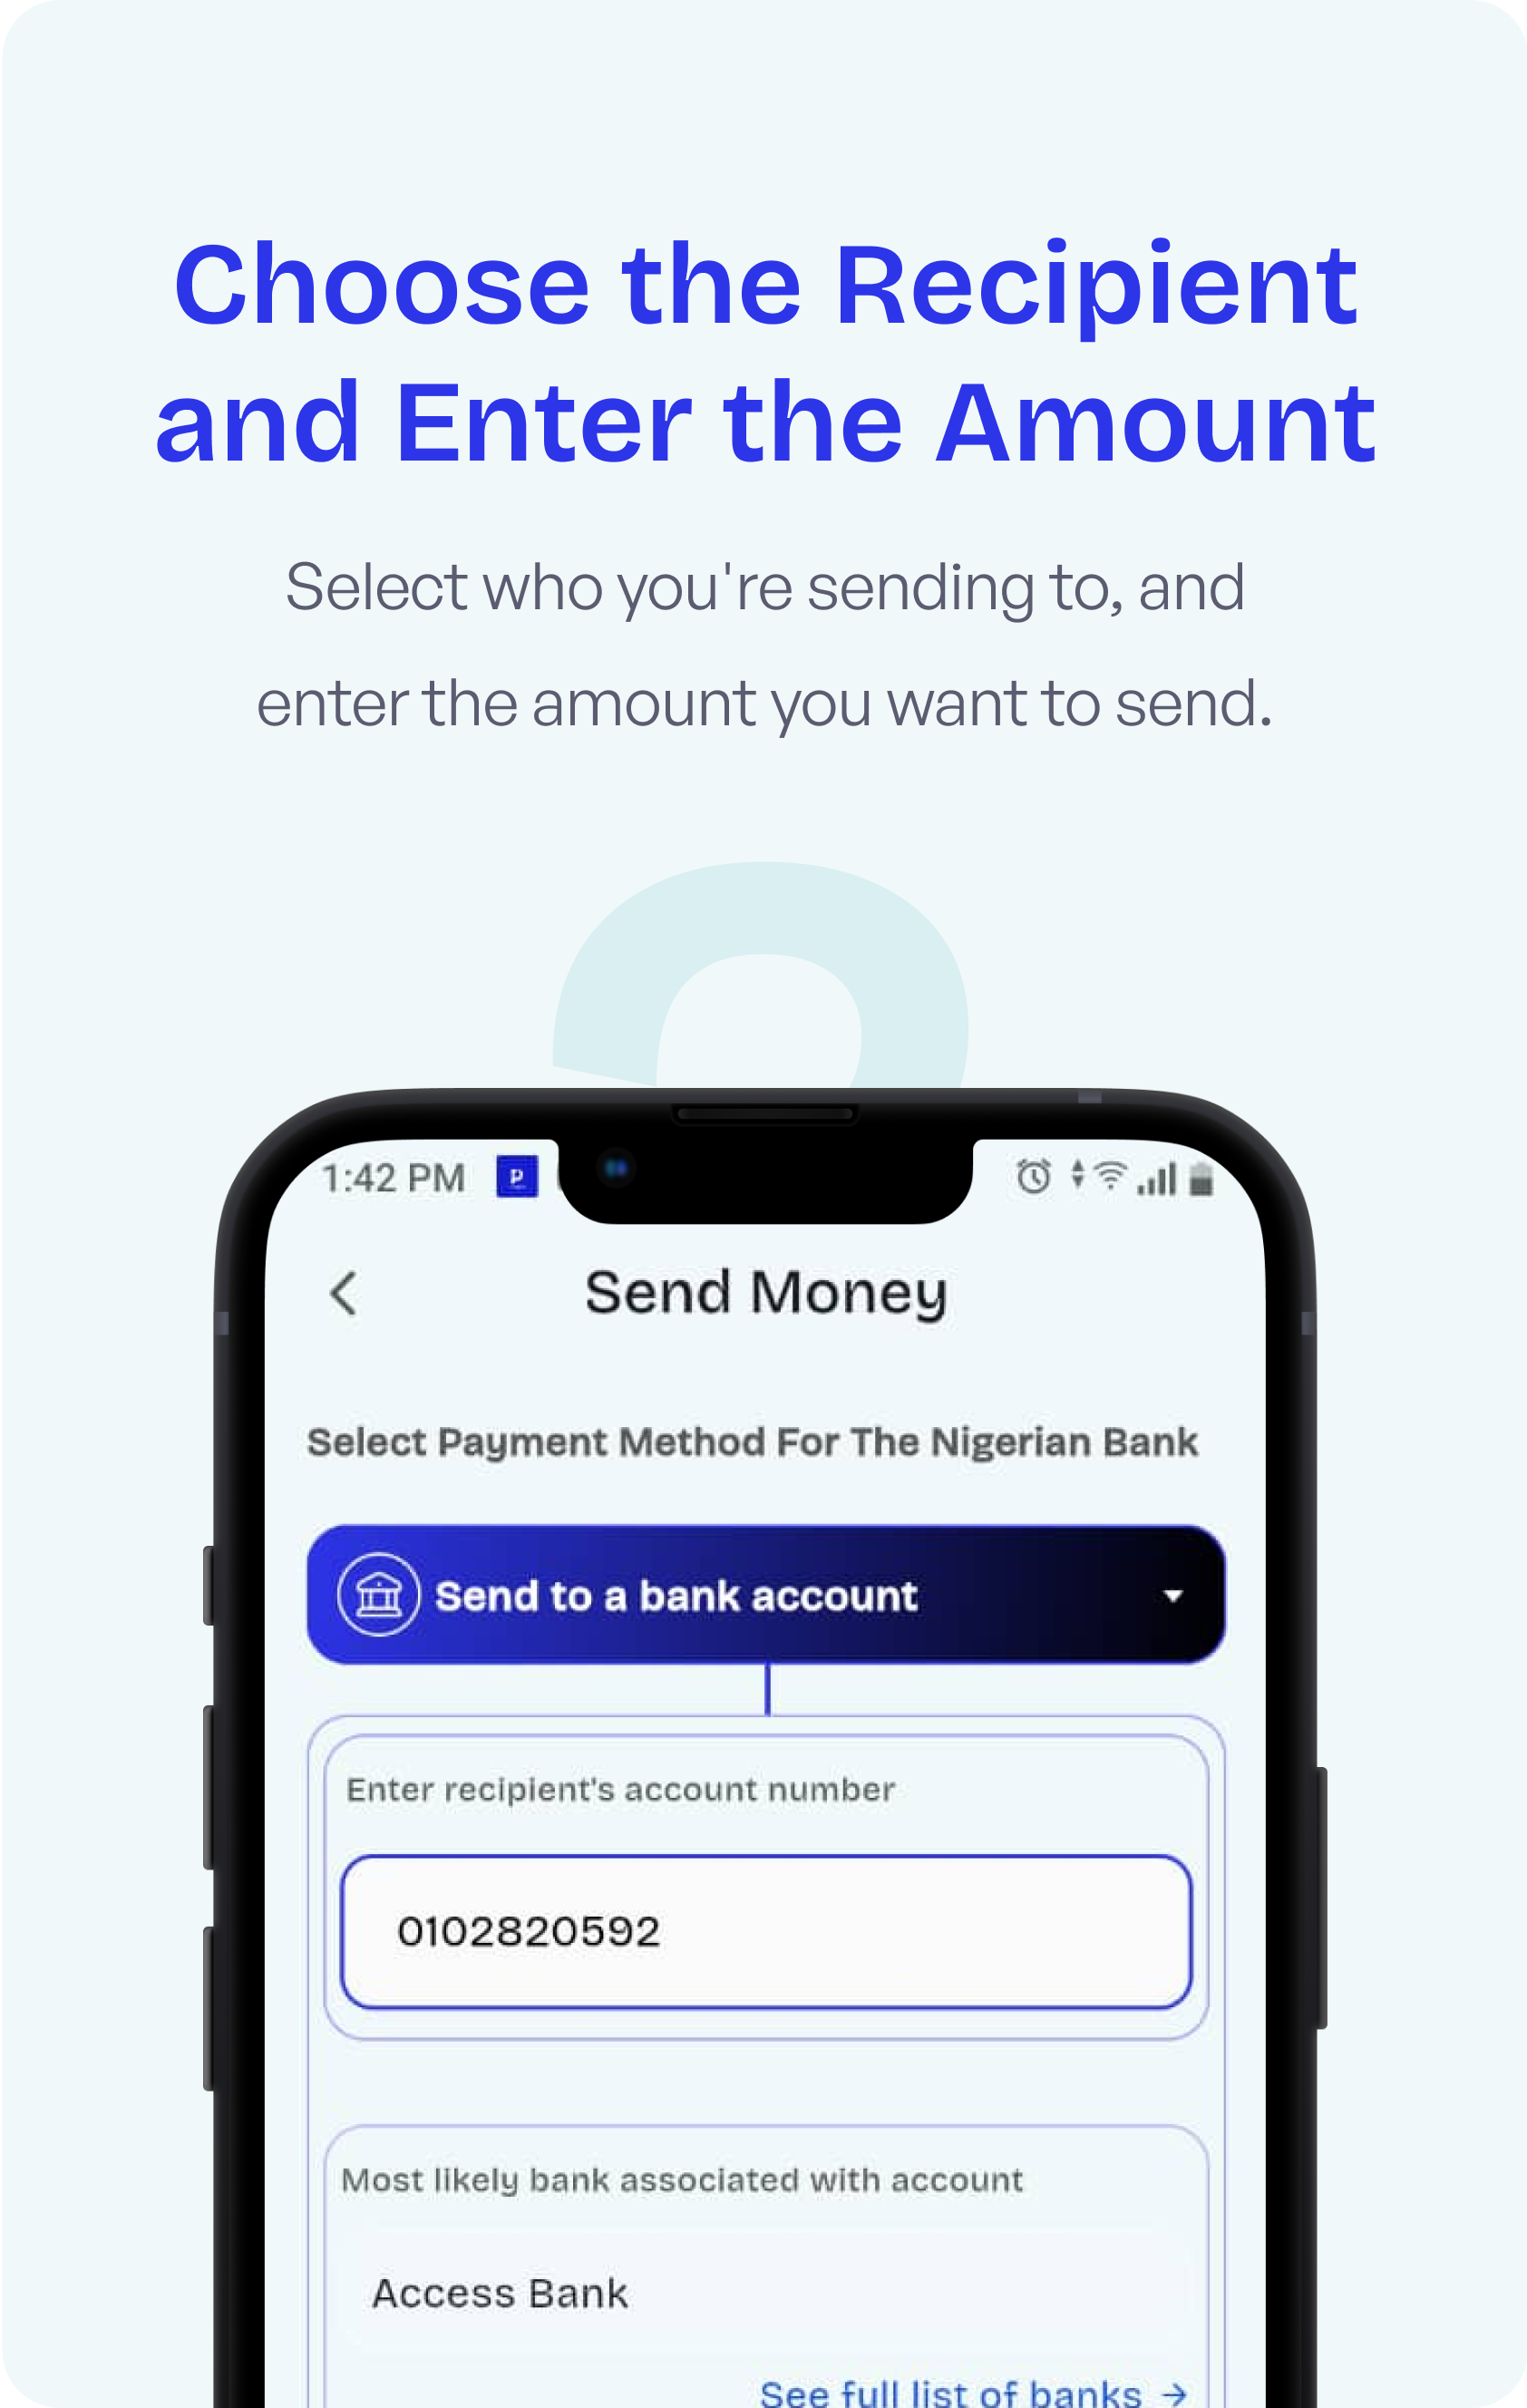 Choose the Recipient
and Enter the Amount
Select who you're sending to, and
enter the amount you want to send.
1:42 PM
Send Money
Select Payment Method For The Nigerian Bank
Send to a bank account
Enter recipient's account number
0102820592
Most likely bank associated with account
Access Bank
See full list of banks →